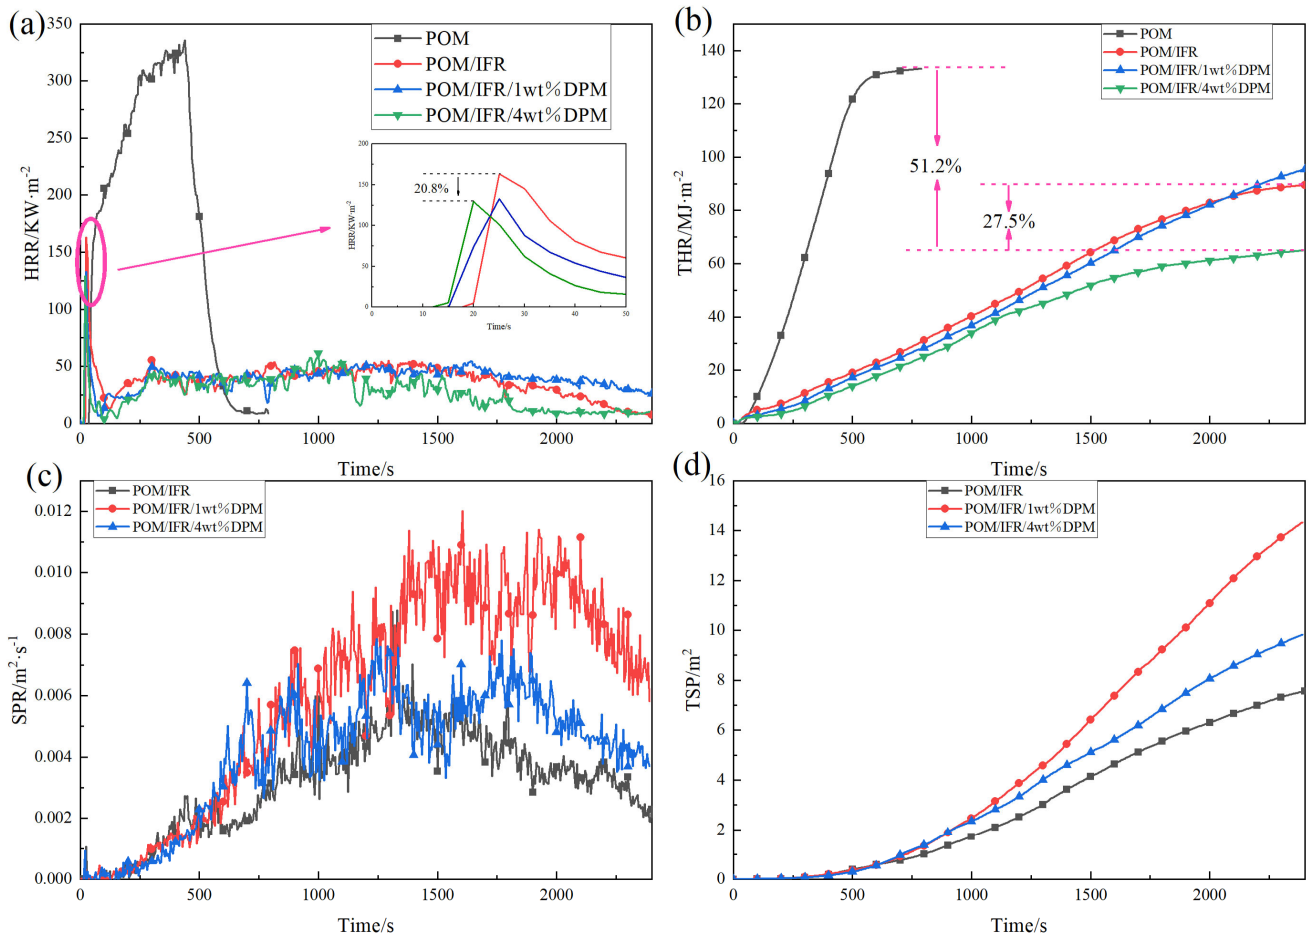 (a)
350
300
250
200
150
100
50
0
HRR/KW·m⁻²
POM
POM/IFR
POM/IFR/1wt%DPM
POM/IFR/4wt%DPM
200
150
100
50
0
HRR/KW·m⁻²
20.8%
0 10 20 30 40 50
Time/s
0 500 1000 1500 2000
Time/s
(b)
140
120
100
80
60
40
20
0
THR/MJ·m⁻²
POM
POM/IFR
POM/IFR/1wt%DPM
POM/IFR/4wt%DPM
51.2%
27.5%
0 500 1000 1500 2000
Time/s
(c)
0.012
0.010
0.008
0.006
0.004
0.002
0.000
SPR/m²·s⁻¹
POM/IFR
POM/IFR/1wt%DPM
POM/IFR/4wt%DPM
0 500 1000 1500 2000
Time/s
(d)
16
14
12
10
8
6
4
2
0
TSP/m²
POM/IFR
POM/IFR/1wt%DPM
POM/IFR/4wt%DPM
0 500 1000 1500 2000
Time/s